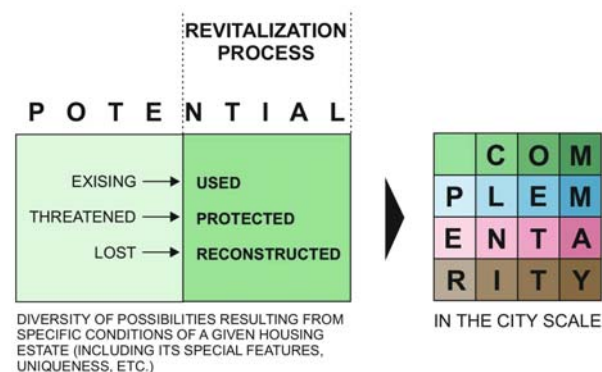 REVITALIZATION
PROCESS
P O T E N T I A L
EXISING → USED
THREATENED → PROTECTED
LOST → RECONSTRUCTED
DIVERSITY OF POSSIBILITIES RESULTING FROM
SPECIFIC CONDITIONS OF A GIVEN HOUSING
ESTATE (INCLUDING ITS SPECIAL FEATURES,
UNIQUENESS, ETC.)
C O M
P L E M
E N T A
R I T Y
IN THE CITY SCALE